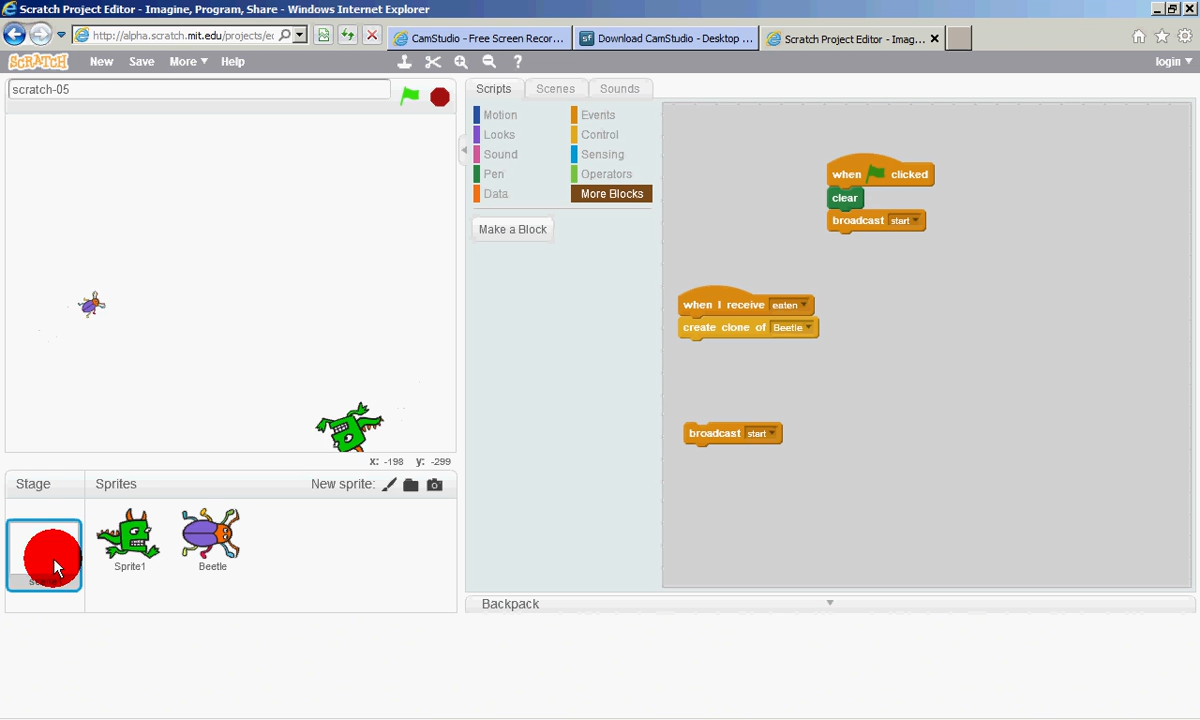 Scratch Project Editor - Imagine, Program, Share - Windows Internet Explorer
http://alpha.scratch.mit.edu/projects/ec
CamStudio - Free Screen Recor...
Download CamStudio - Desktop ...
Scratch Project Editor - Imag...
SCRATCH New Save More Help ? login
scratch-05
Scripts Scenes Sounds
Motion Events
Looks Control
Sound Sensing
Pen Operators
Data More Blocks
Make a Block
when clicked
clear
broadcast start
when I receive eaten
create clone of Beetle
broadcast start
x: -198 y: -299
Stage Sprites New sprite:
Sprite1 Beetle
Backpack